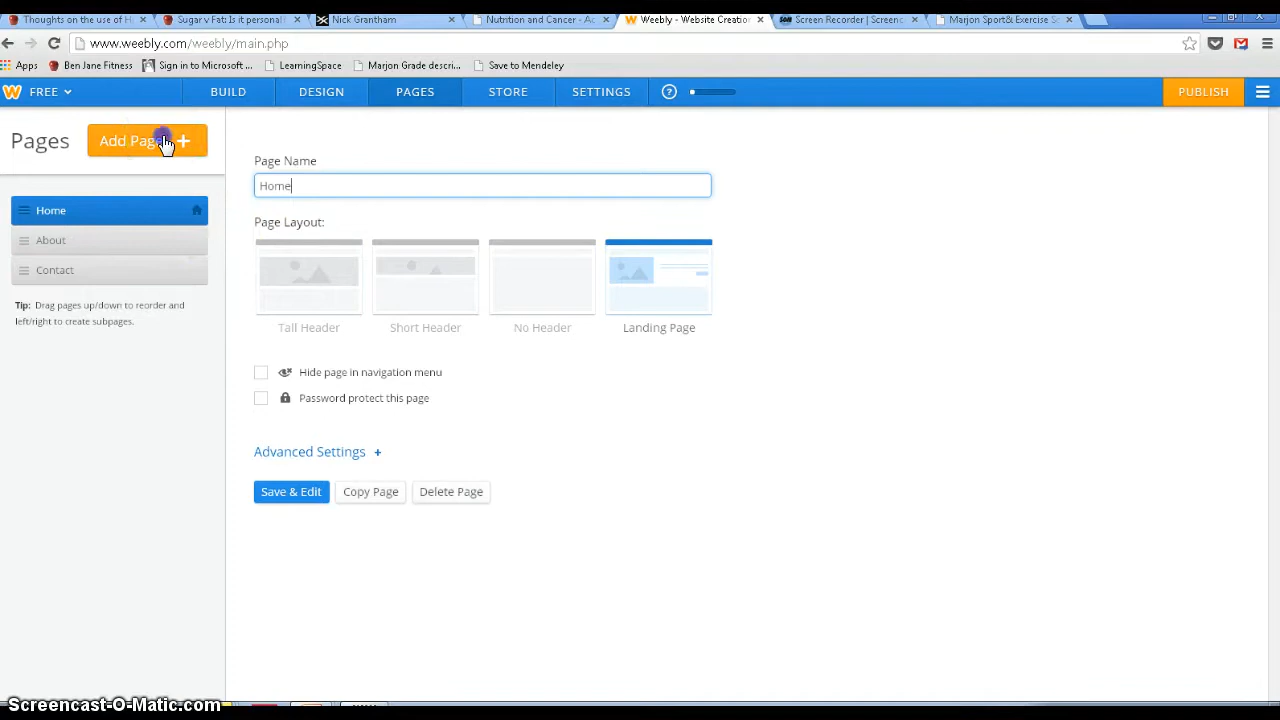 Thoughts on the use of H
Sugar v Fat: Is it personal
Nick Grantham
Nutrition and Cancer - Ac
Weebly - Website Creation
Screen Recorder | Screenc
Marjon Sport& Exercise Sc
www.weebly.com/weebly/main.php
Apps
Ben Jane Fitness
Sign in to Microsoft ...
LearningSpace
Marjon Grade descri...
Save to Mendeley
FREE
BUILD
DESIGN
PAGES
STORE
SETTINGS
?
PUBLISH
Pages
Add Page +
Home
About
Contact
Tip: Drag pages up/down to reorder and
left/right to create subpages.
Page Name
Home
Page Layout:
Tall Header
Short Header
No Header
Landing Page
Hide page in navigation menu
Password protect this page
Advanced Settings +
Save & Edit
Copy Page
Delete Page
Screencast-O-Matic.com